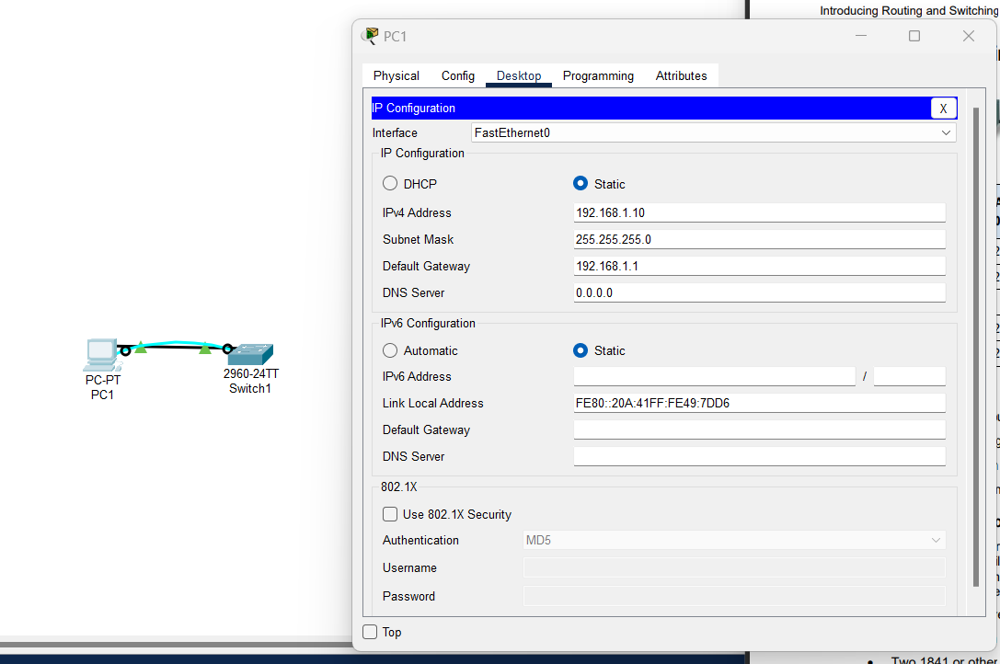 Introducing Routing and Switching
PC1
Physical Config Desktop Programming Attributes
IP Configuration X
Interface FastEthernet0
IP Configuration
DHCP Static
IPv4 Address 192.168.1.10
Subnet Mask 255.255.255.0
Default Gateway 192.168.1.1
DNS Server 0.0.0.0
IPv6 Configuration
Automatic Static
IPv6 Address /
Link Local Address FE80::20A:41FF:FE49:7DD6
Default Gateway
DNS Server
802.1X
Use 802.1X Security
Authentication MD5
Username
Password
Top
PC-PT
PC1
2960-24TT
Switch1
Two 1841 or other